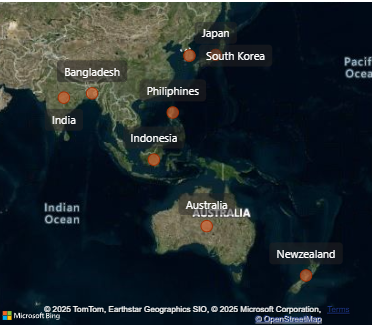 Japan
South Korea
Pacif
Ocea
Bangladesh
Philiphines
India
Indonesia
Indian
Ocean
Australia
AUSTRALIA
Newzealand
Microsoft Bing
© 2025 TomTom, Earthstar Geographics SIO, © 2025 Microsoft Corporation, Terms
© OpenStreetMap